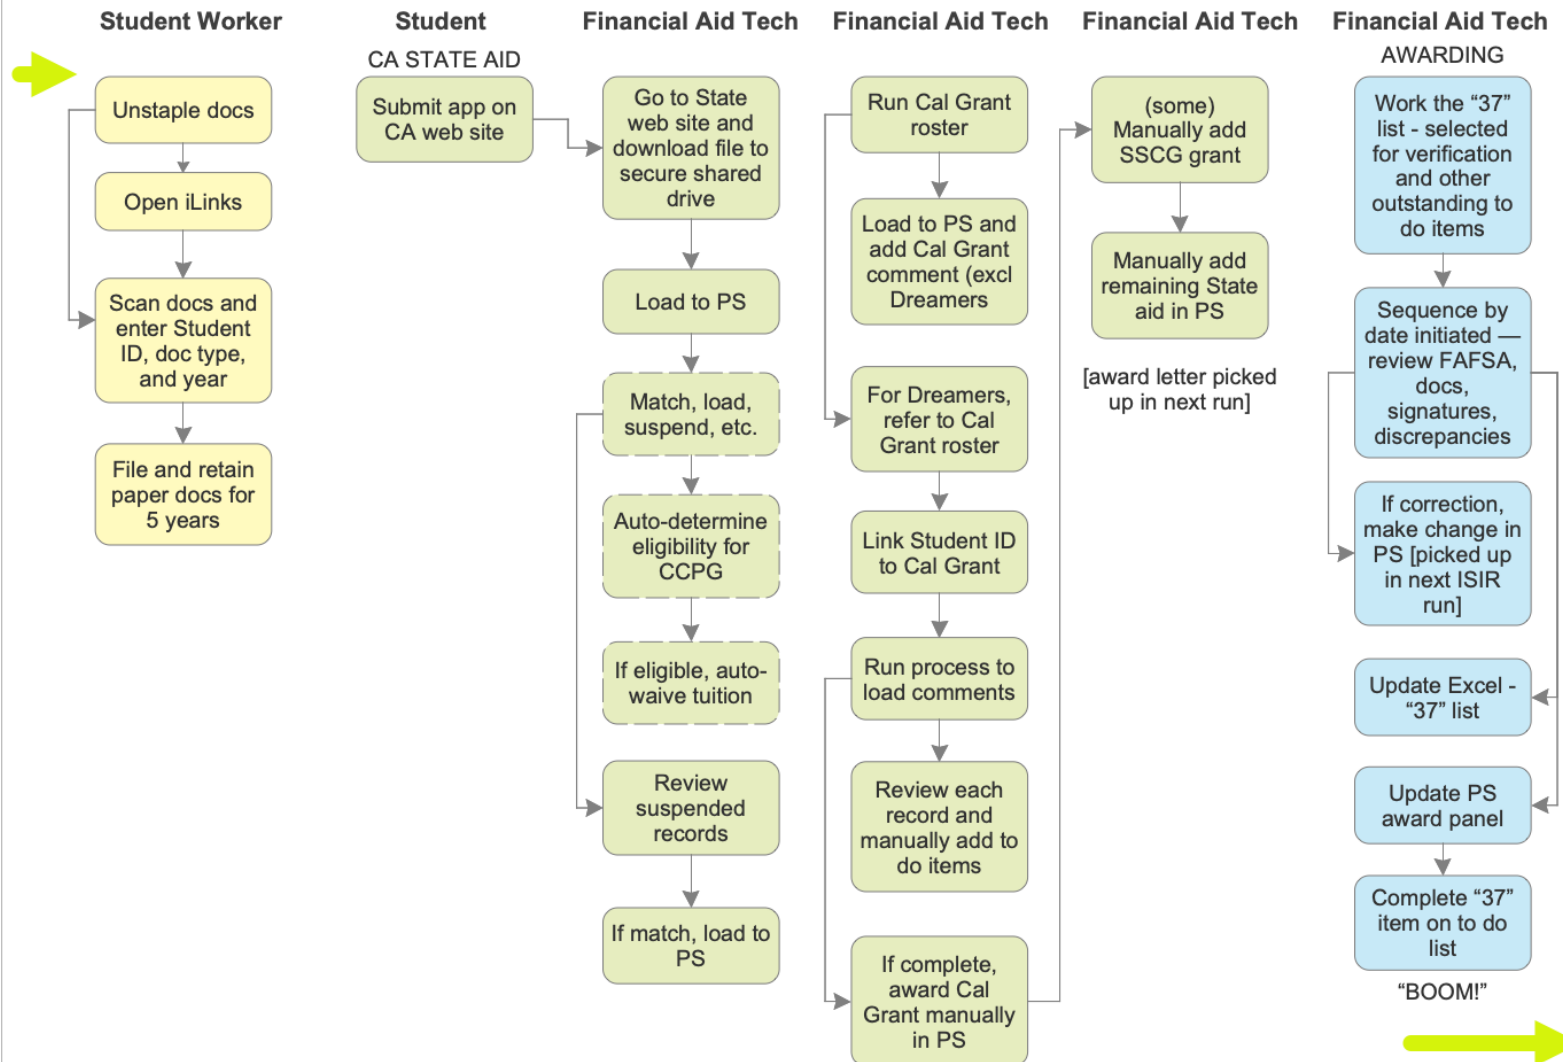 Student Worker
Unstaple docs
Open iLinks
Scan docs and
enter Student
ID, doc type,
and year
File and retain
paper docs for
5 years
Student
CA STATE AID
Submit app on
CA web site
Financial Aid Tech
Go to State
web site and
download file to
secure shared
drive
Load to PS
Match, load,
suspend, etc.
Auto-determine
eligibility for
CCPG
If eligible, auto-
waive tuition
Review
suspended
records
If match, load to
PS
Financial Aid Tech
Run Cal Grant
roster
Load to PS and
add Cal Grant
comment (excl
Dreamers
For Dreamers,
refer to Cal
Grant roster
Link Student ID
to Cal Grant
Run process to
load comments
Review each
record and
manually add to
do items
If complete,
award Cal
Grant manually
in PS
Financial Aid Tech
(some)
Manually add
SSCG grant
Manually add
remaining State
aid in PS
[award letter picked
up in next run]
Financial Aid Tech
AWARDING
Work the “37”
list - selected
for verification
and other
outstanding to
do items
Sequence by
date initiated —
review FAFSA,
docs,
signatures,
discrepancies
If correction,
make change in
PS [picked up
in next ISIR
run]
Update Excel -
“37” list
Update PS
award panel
Complete “37”
item on to do
list
“BOOM!”